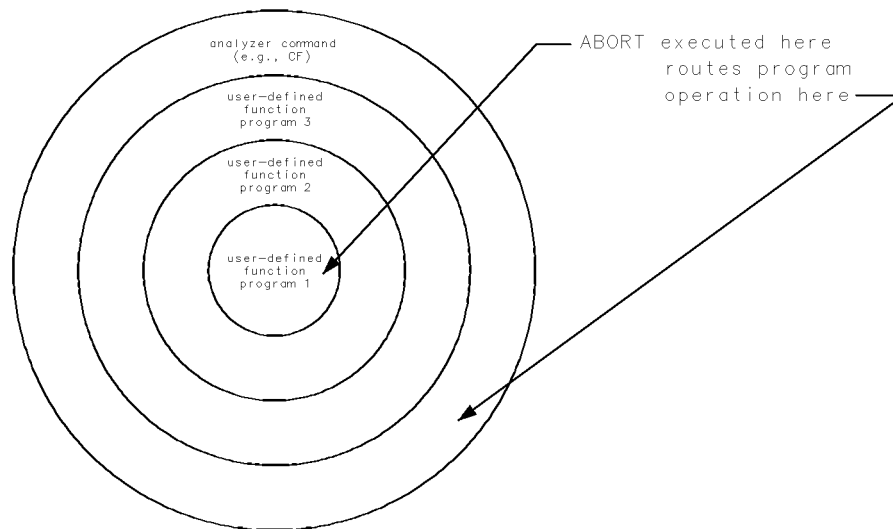 analyzer command
(e.g., CF)
user-defined
function
program 3
user-defined
function
program 2
user-defined
function
program 1
ABORT executed here
routes program
operation here